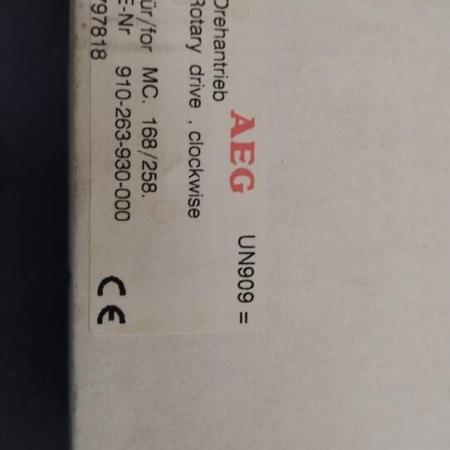 AEG UN909 =
Drehantrieb
Rotary drive , clockwise
für/for MC. 168/258.
E-Nr 910-263-930-000
797818
CE